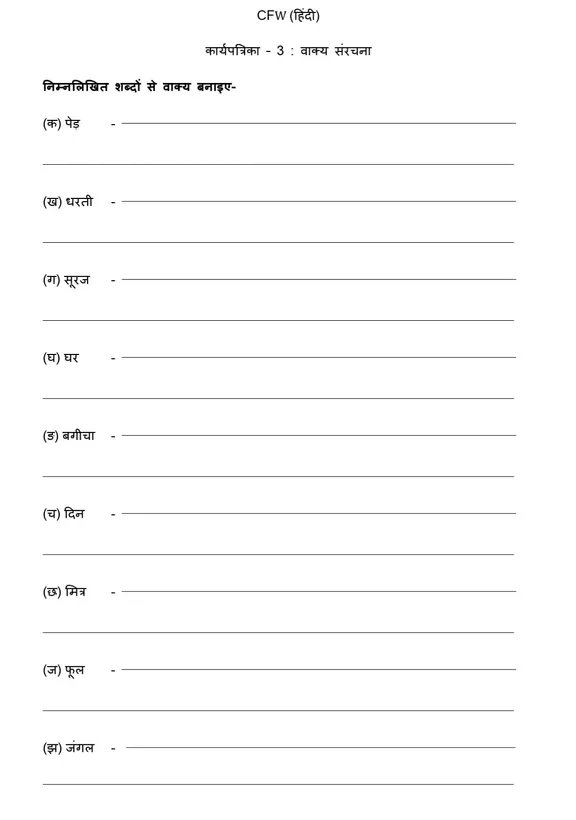 CFW (हिंदी)
कार्यपत्रिका - 3 : वाक्य संरचना
निम्नलिखित शब्दों से वाक्य बनाइए-
(क) पेड़ -
(ख) धरती -
(ग) सूरज -
(घ) घर -
(ङ) बगीचा -
(च) दिन -
(छ) मित्र -
(ज) फूल -
(झ) जंगल -